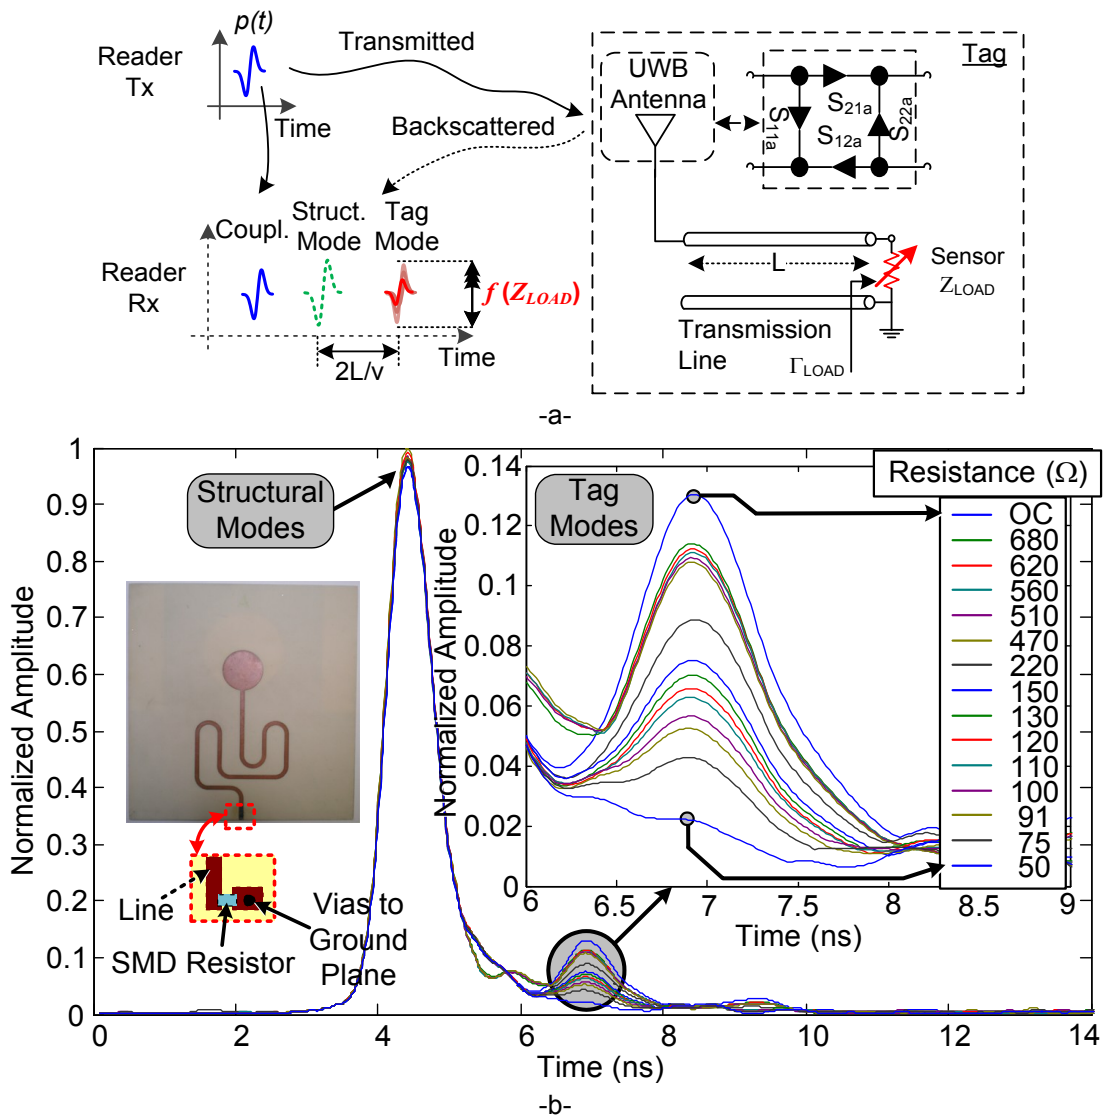 p(t)
Reader
Tx
Time
Transmitted
Backscattered
Tag
UWB
Antenna
S21a
S11a
S12a
S22a
Coupl.
Struct.
Mode
Tag
Mode
Reader
Rx
f (ZLOAD)
Time
2L/v
L
Sensor
ZLOAD
Transmission
Line
ΓLOAD
-a-
Normalized Amplitude
1
0.9
0.8
0.7
0.6
0.5
0.4
0.3
0.2
0.1
0
0 2 4 6 8 10 12 14
Time (ns)
Structural
Modes
Line
SMD Resistor
Vias to
Ground
Plane
Normalized Amplitude
0.14
0.12
0.1
0.08
0.06
0.04
0.02
0
6 6.5 7 7.5 8 8.5 9
Time (ns)
Tag
Modes
Resistance (Ω)
OC
680
620
560
510
470
220
150
130
120
110
100
91
75
50
-b-